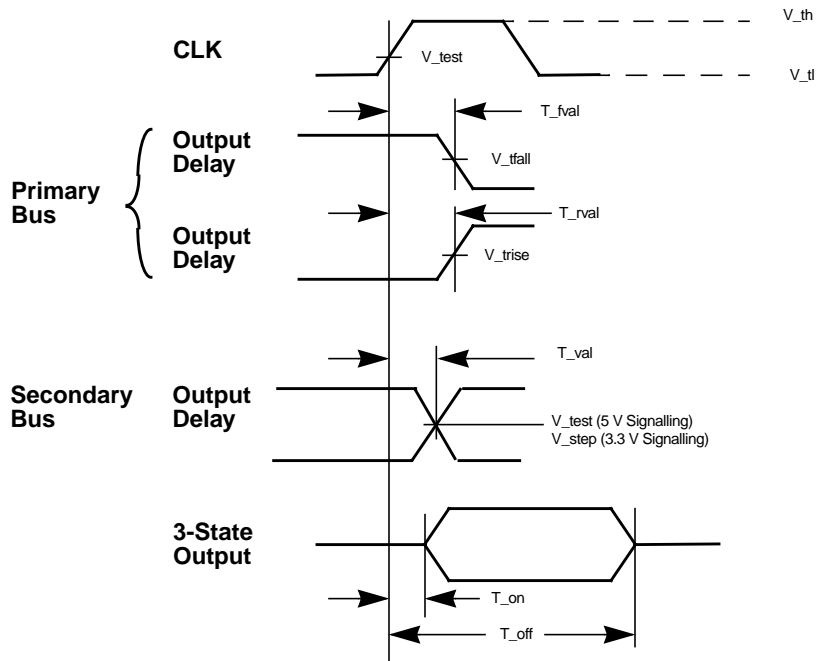 V_th
CLK
V_test
V_tl
T_fval
Output
Delay
V_tfall
Primary
Bus
T_rval
Output
Delay
V_trise
T_val
Secondary
Bus
Output
Delay
V_test (5 V Signalling)
V_step (3.3 V Signalling)
3-State
Output
T_on
T_off